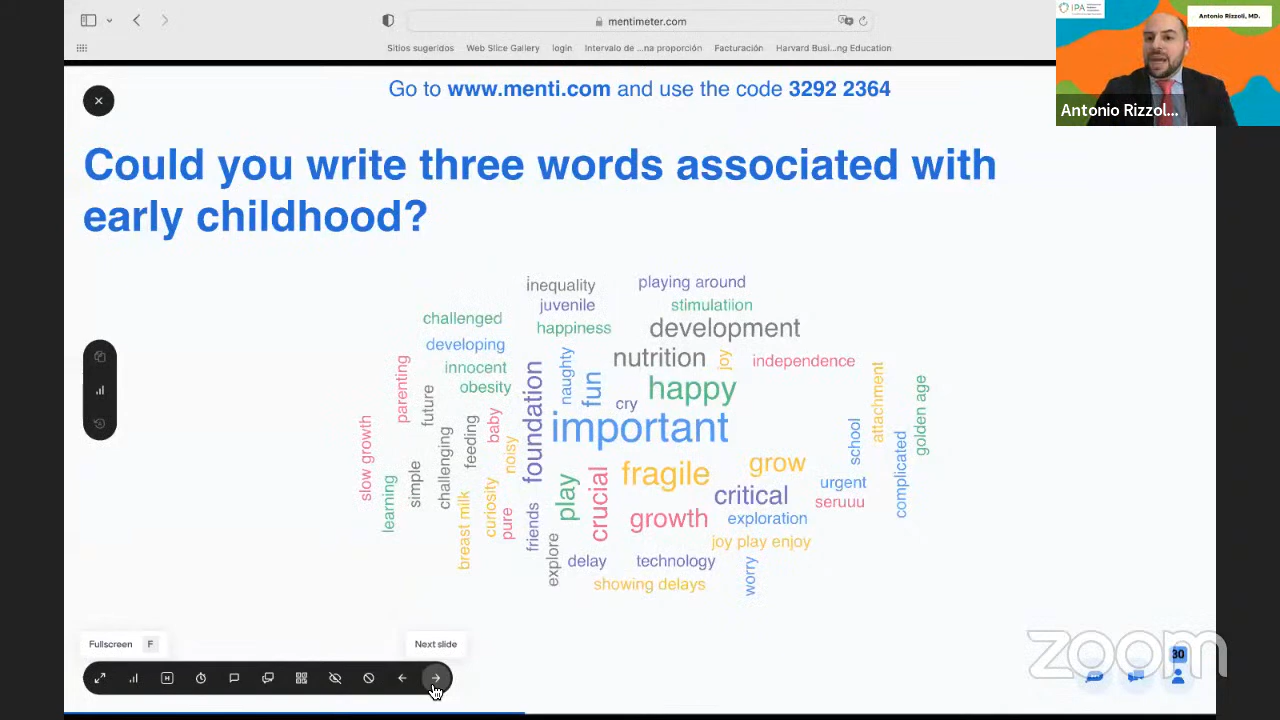 mentimeter.com
Sitios sugeridos Web Slice Gallery login Intervalo de ...na proporción Facturación Harvard Busi...ng Education
IPA
Antonio Rizzoli, MD.
Antonio Rizzol...
Go to www.menti.com and use the code 3292 2364
Could you write three words associated with
early childhood?
inequality
playing around
juvenile
stimulatiion
challenged
happiness
development
developing
nutrition
joy
independence
innocent
obesity
naughty
fun
happy
parenting
future
foundation
cry
important
attachment
golden age
slow growth
feeding
baby
noisy
school
complicated
learning
simple
challenging
fragile
grow
critical
urgent
seruuu
breast milk
curiosity
pure
friends
play
crucial
growth
exploration
joy play enjoy
explore
delay
technology
worry
showing delays
Fullscreen F
Next slide
H
zoom
30